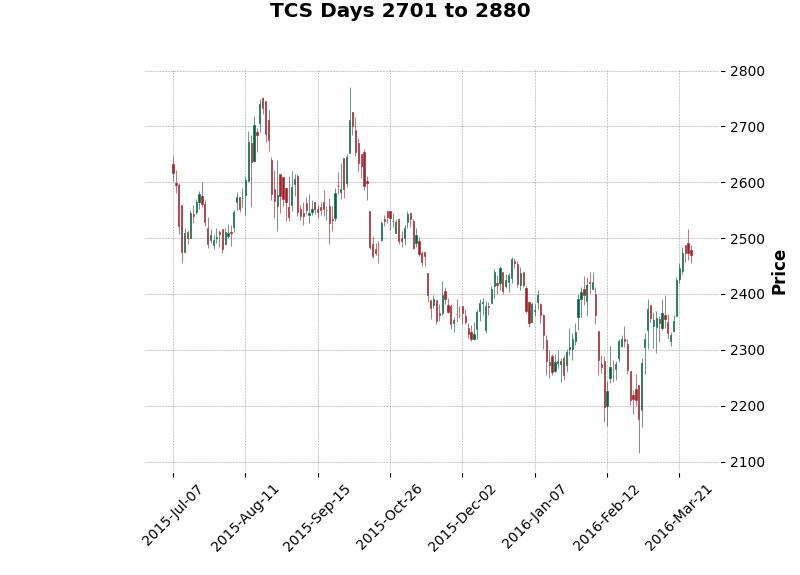 TCS Days 2701 to 2880
2800
2700
2600
2500
2400
2300
2200
2100
Price
2015-Jul-07
2015-Aug-11
2015-Sep-15
2015-Oct-26
2015-Dec-02
2016-Jan-07
2016-Feb-12
2016-Mar-21